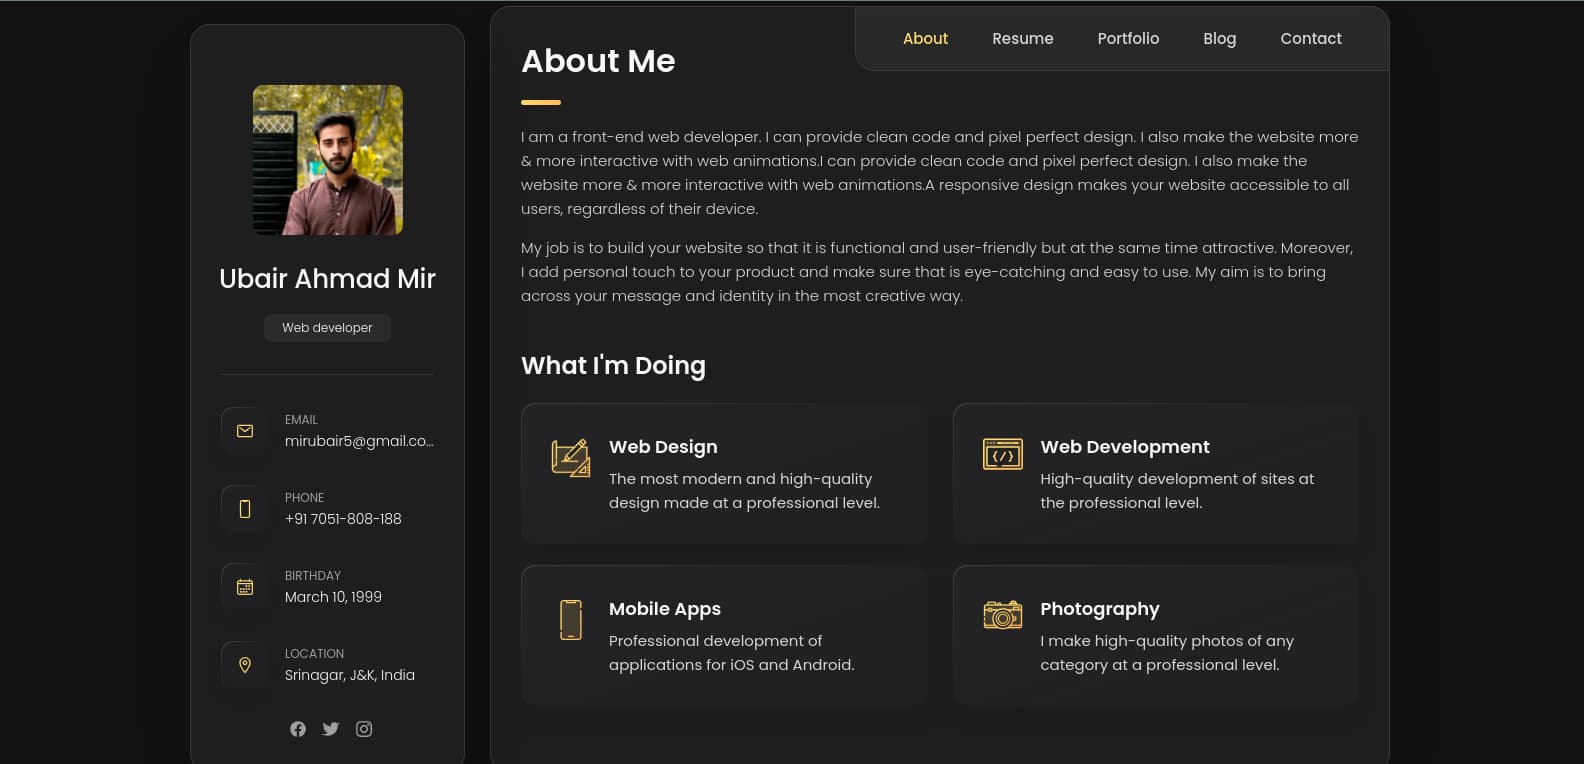 Ubair Ahmad Mir
Web developer
EMAIL
mirubair5@gmail.co...
PHONE
+91 7051-808-188
BIRTHDAY
March 10, 1999
LOCATION
Srinagar, J&K, India
About Resume Portfolio Blog Contact
About Me
I am a front-end web developer. I can provide clean code and pixel perfect design. I also make the website more
& more interactive with web animations.I can provide clean code and pixel perfect design. I also make the
website more & more interactive with web animations.A responsive design makes your website accessible to all
users, regardless of their device.
My job is to build your website so that it is functional and user-friendly but at the same time attractive. Moreover,
I add personal touch to your product and make sure that is eye-catching and easy to use. My aim is to bring
across your message and identity in the most creative way.
What I'm Doing
Web Design
The most modern and high-quality
design made at a professional level.
Web Development
High-quality development of sites at
the professional level.
Mobile Apps
Professional development of
applications for iOS and Android.
Photography
I make high-quality photos of any
category at a professional level.